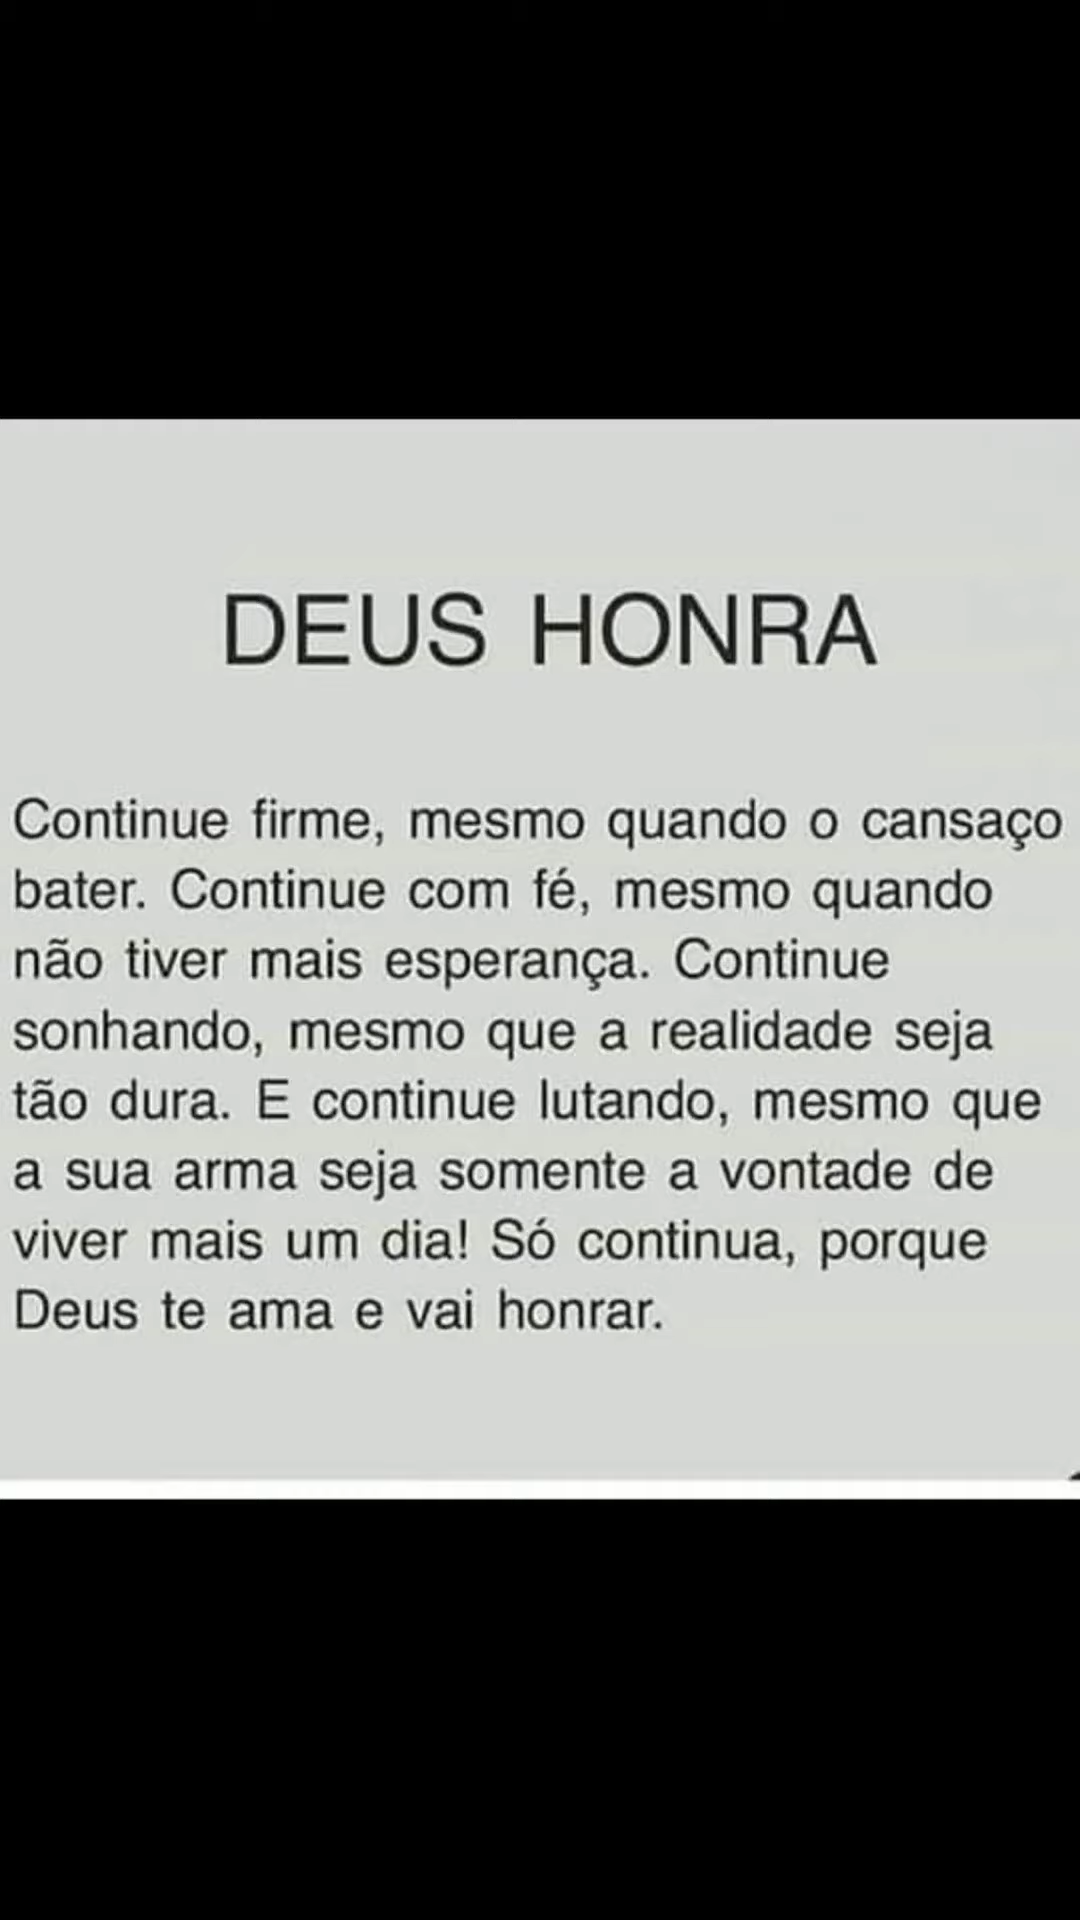 DEUS HONRA
Continue firme, mesmo quando o cansaço
bater. Continue com fé, mesmo quando
não tiver mais esperança. Continue
sonhando, mesmo que a realidade seja
tão dura. E continue lutando, mesmo que
a sua arma seja somente a vontade de
viver mais um dia! Só continua, porque
Deus te ama e vai honrar.